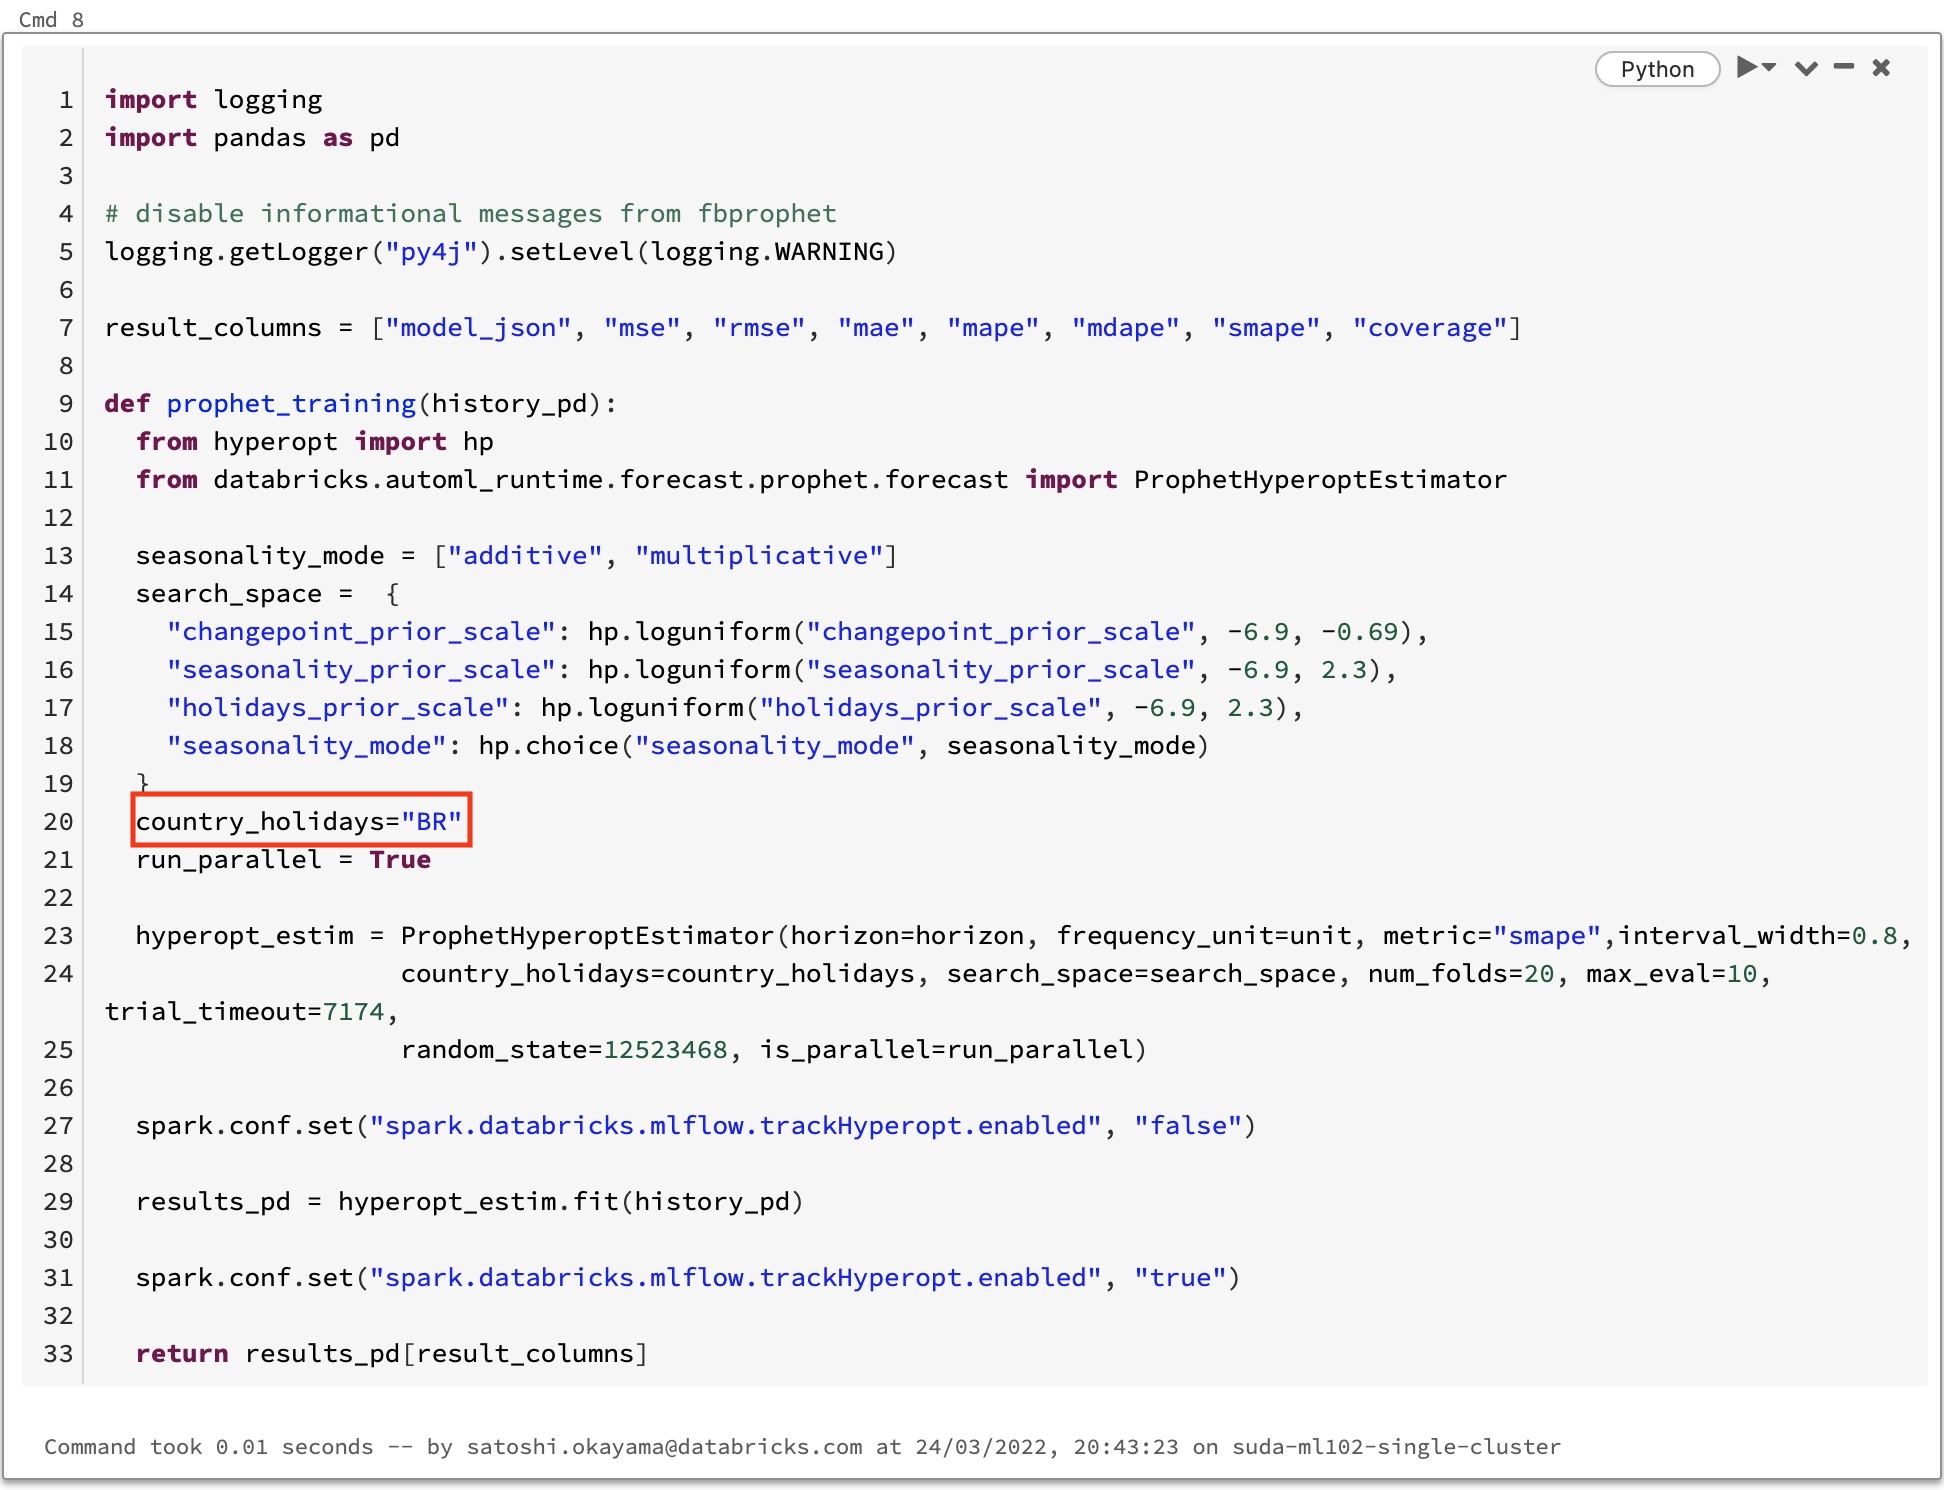 Cmd 8
Python
1 import logging
2 import pandas as pd
3
4 # disable informational messages from fbprophet
5 logging.getLogger("py4j").setLevel(logging.WARNING)
6
7 result_columns = ["model_json", "mse", "rmse", "mae", "mape", "mdape", "smape", "coverage"]
8
9 def prophet_training(history_pd):
10   from hyperopt import hp
11   from databricks.automl_runtime.forecast.prophet.forecast import ProphetHyperoptEstimator
12
13   seasonality_mode = ["additive", "multiplicative"]
14   search_space =  {
15     "changepoint_prior_scale": hp.loguniform("changepoint_prior_scale", -6.9, -0.69),
16     "seasonality_prior_scale": hp.loguniform("seasonality_prior_scale", -6.9, 2.3),
17     "holidays_prior_scale": hp.loguniform("holidays_prior_scale", -6.9, 2.3),
18     "seasonality_mode": hp.choice("seasonality_mode", seasonality_mode)
19   }
20   country_holidays="BR"
21   run_parallel = True
22
23   hyperopt_estim = ProphetHyperoptEstimator(horizon=horizon, frequency_unit=unit, metric="smape",interval_width=0.8,
24                    country_holidays=country_holidays, search_space=search_space, num_folds=20, max_eval=10,
trial_timeout=7174,
25                    random_state=12523468, is_parallel=run_parallel)
26
27   spark.conf.set("spark.databricks.mlflow.trackHyperopt.enabled", "false")
28
29   results_pd = hyperopt_estim.fit(history_pd)
30
31   spark.conf.set("spark.databricks.mlflow.trackHyperopt.enabled", "true")
32
33   return results_pd[result_columns]
Command took 0.01 seconds -- by satoshi.okayama@databricks.com at 24/03/2022, 20:43:23 on suda-ml102-single-cluster